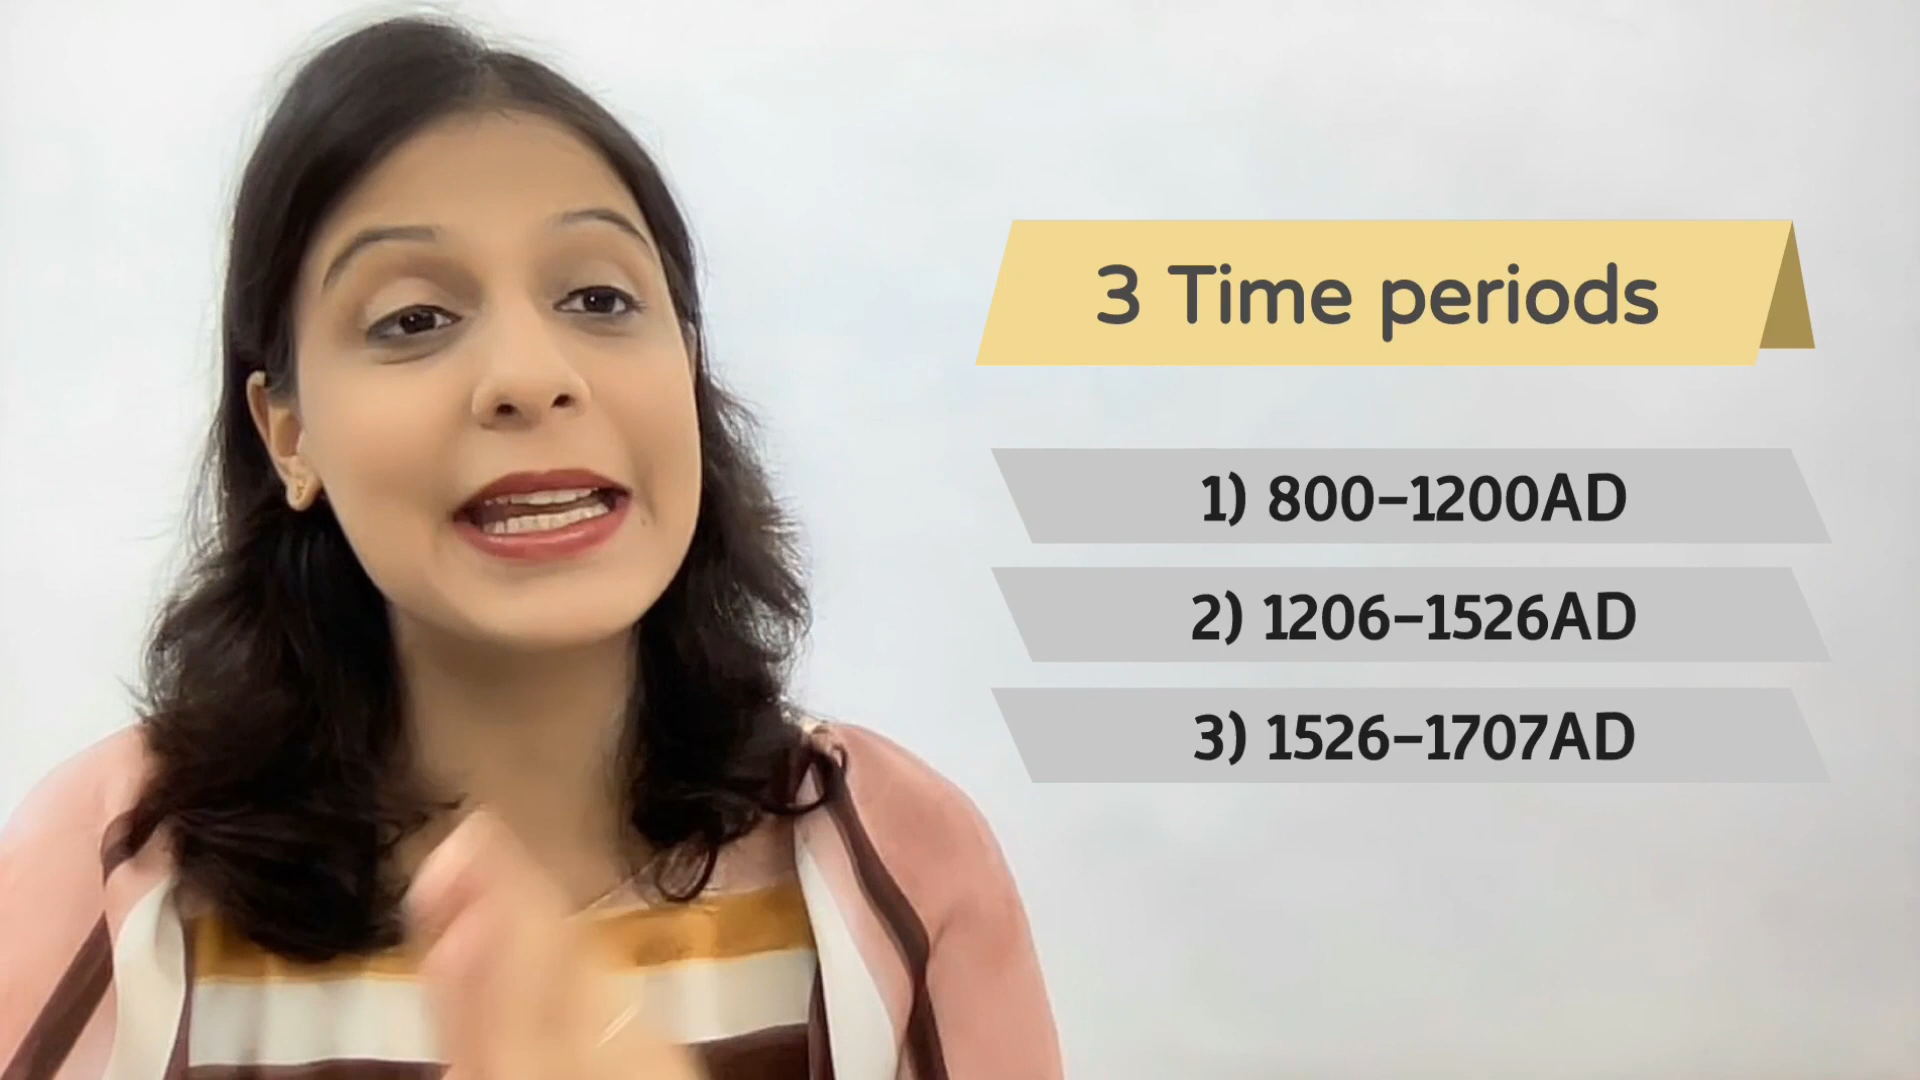 3 Time periods
1) 800–1200AD
2) 1206–1526AD
3) 1526–1707AD